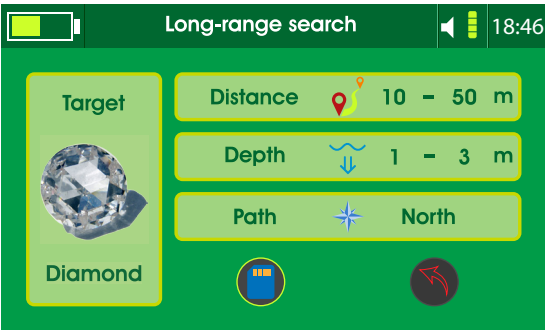 Long-range search
18:46
Target
Diamond
Distance 10 - 50 m
Depth 1 - 3 m
Path North